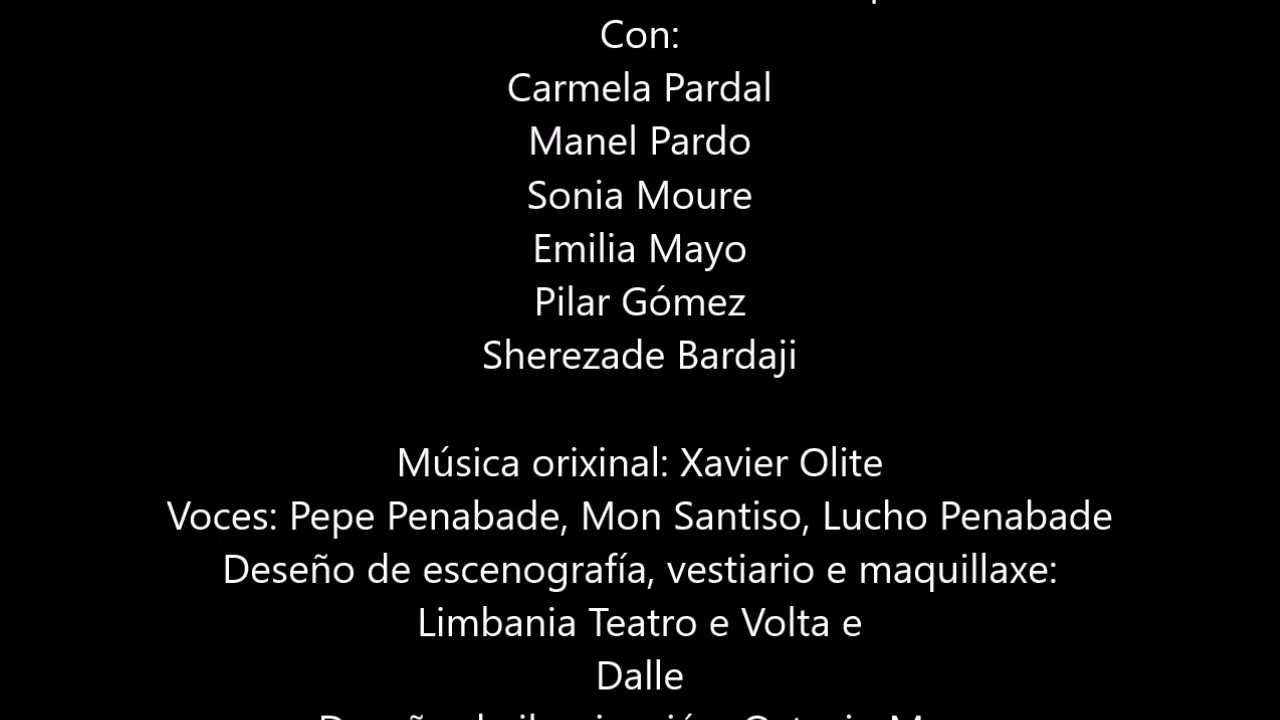 Con:
Carmela Pardal
Manel Pardo
Sonia Moure
Emilia Mayo
Pilar Gómez
Sherezade Bardaji
Música orixinal: Xavier Olite
Voces: Pepe Penabade, Mon Santiso, Lucho Penabade
Deseño de escenografía, vestiario e maquillaxe:
Limbania Teatro e Volta e
Dalle